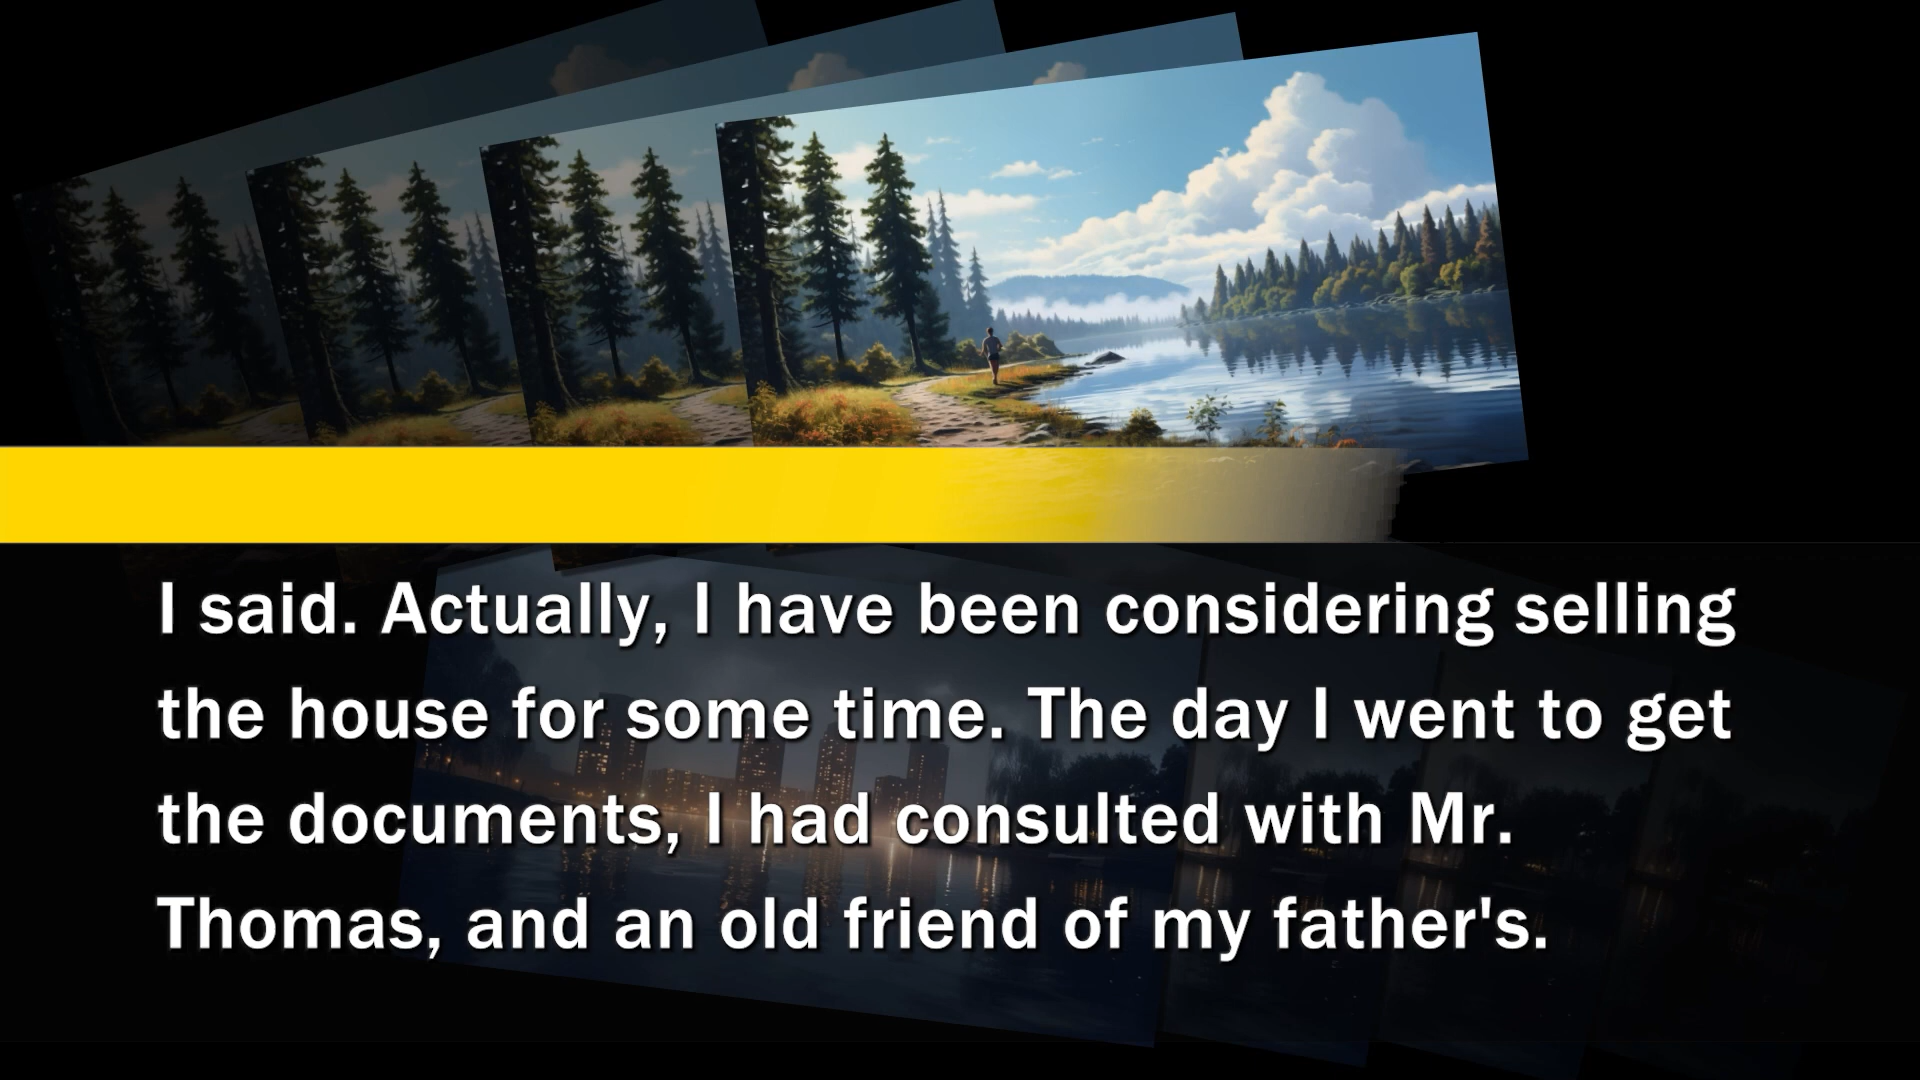 I said. Actually, I have been considering selling
the house for some time. The day I went to get
the documents, I had consulted with Mr.
Thomas, and an old friend of my father's.